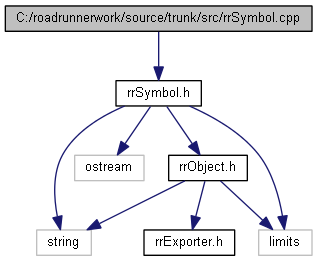 C:/roadrunnerwork/source/trunk/src/rrSymbol.cpp
rrSymbol.h
ostream
rrObject.h
string
rrExporter.h
limits